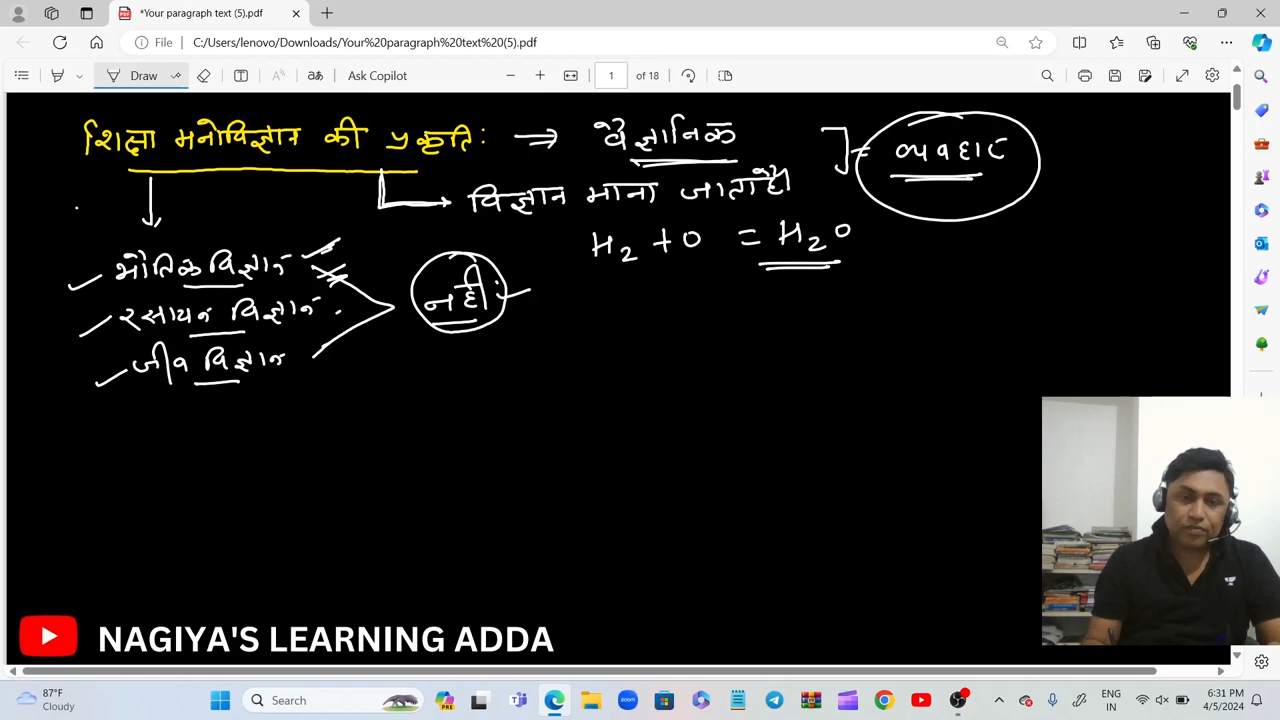 *Your paragraph text (5).pdf
File
C:/Users/lenovo/Downloads/Your%20paragraph%20text%20(5).pdf
Draw
Ask Copilot
1 of 18
शिक्षा मनोविज्ञान की प्रकृति: → वैज्ञानिक
व्यवहार
विज्ञान माना जाता है
H2 + O = H2O
भौतिक विज्ञान
रसायन विज्ञान
जीव विज्ञान
नही
NAGIYA'S LEARNING ADDA
87°F
Cloudy
Search
ENG
IN
6:31 PM
4/5/2024